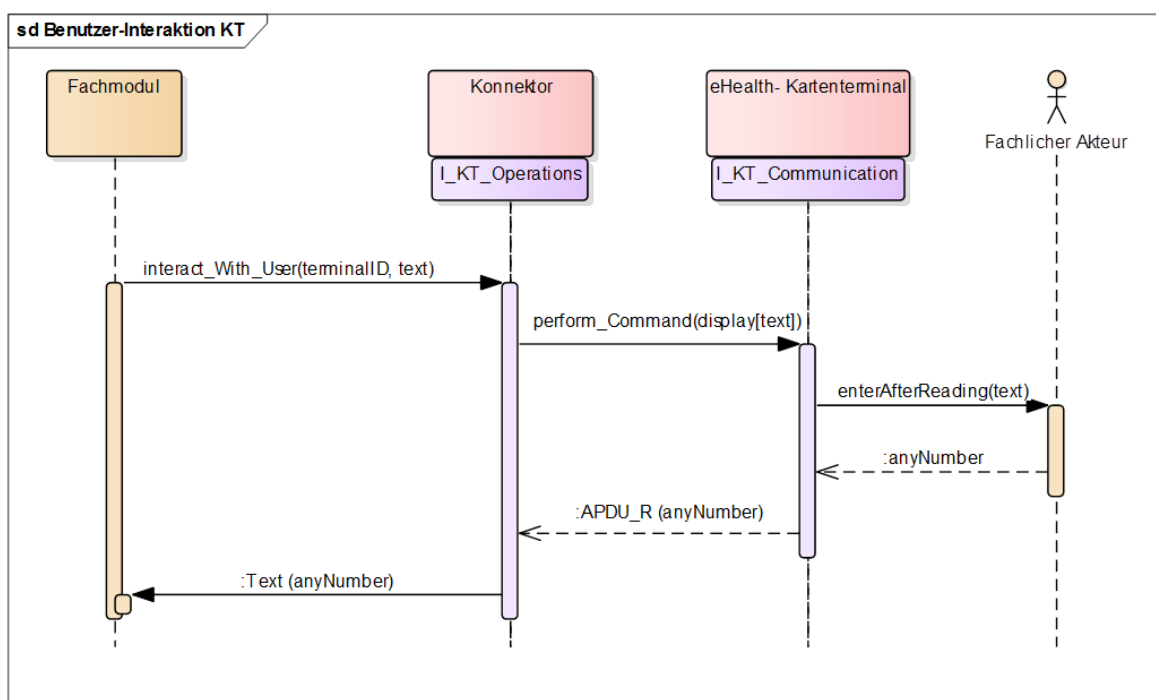 sd Benutzer-Interaktion KT
Fachmodul
Konnektor
eHealth- Kartenterminal
I_KT_Operations
I_KT_Communication
Fachlicher Akteur
interact_With_User(terminalID, text)
perform_Command(display[text])
enterAfterReading(text)
:anyNumber
:APDU_R (anyNumber)
:Text (anyNumber)